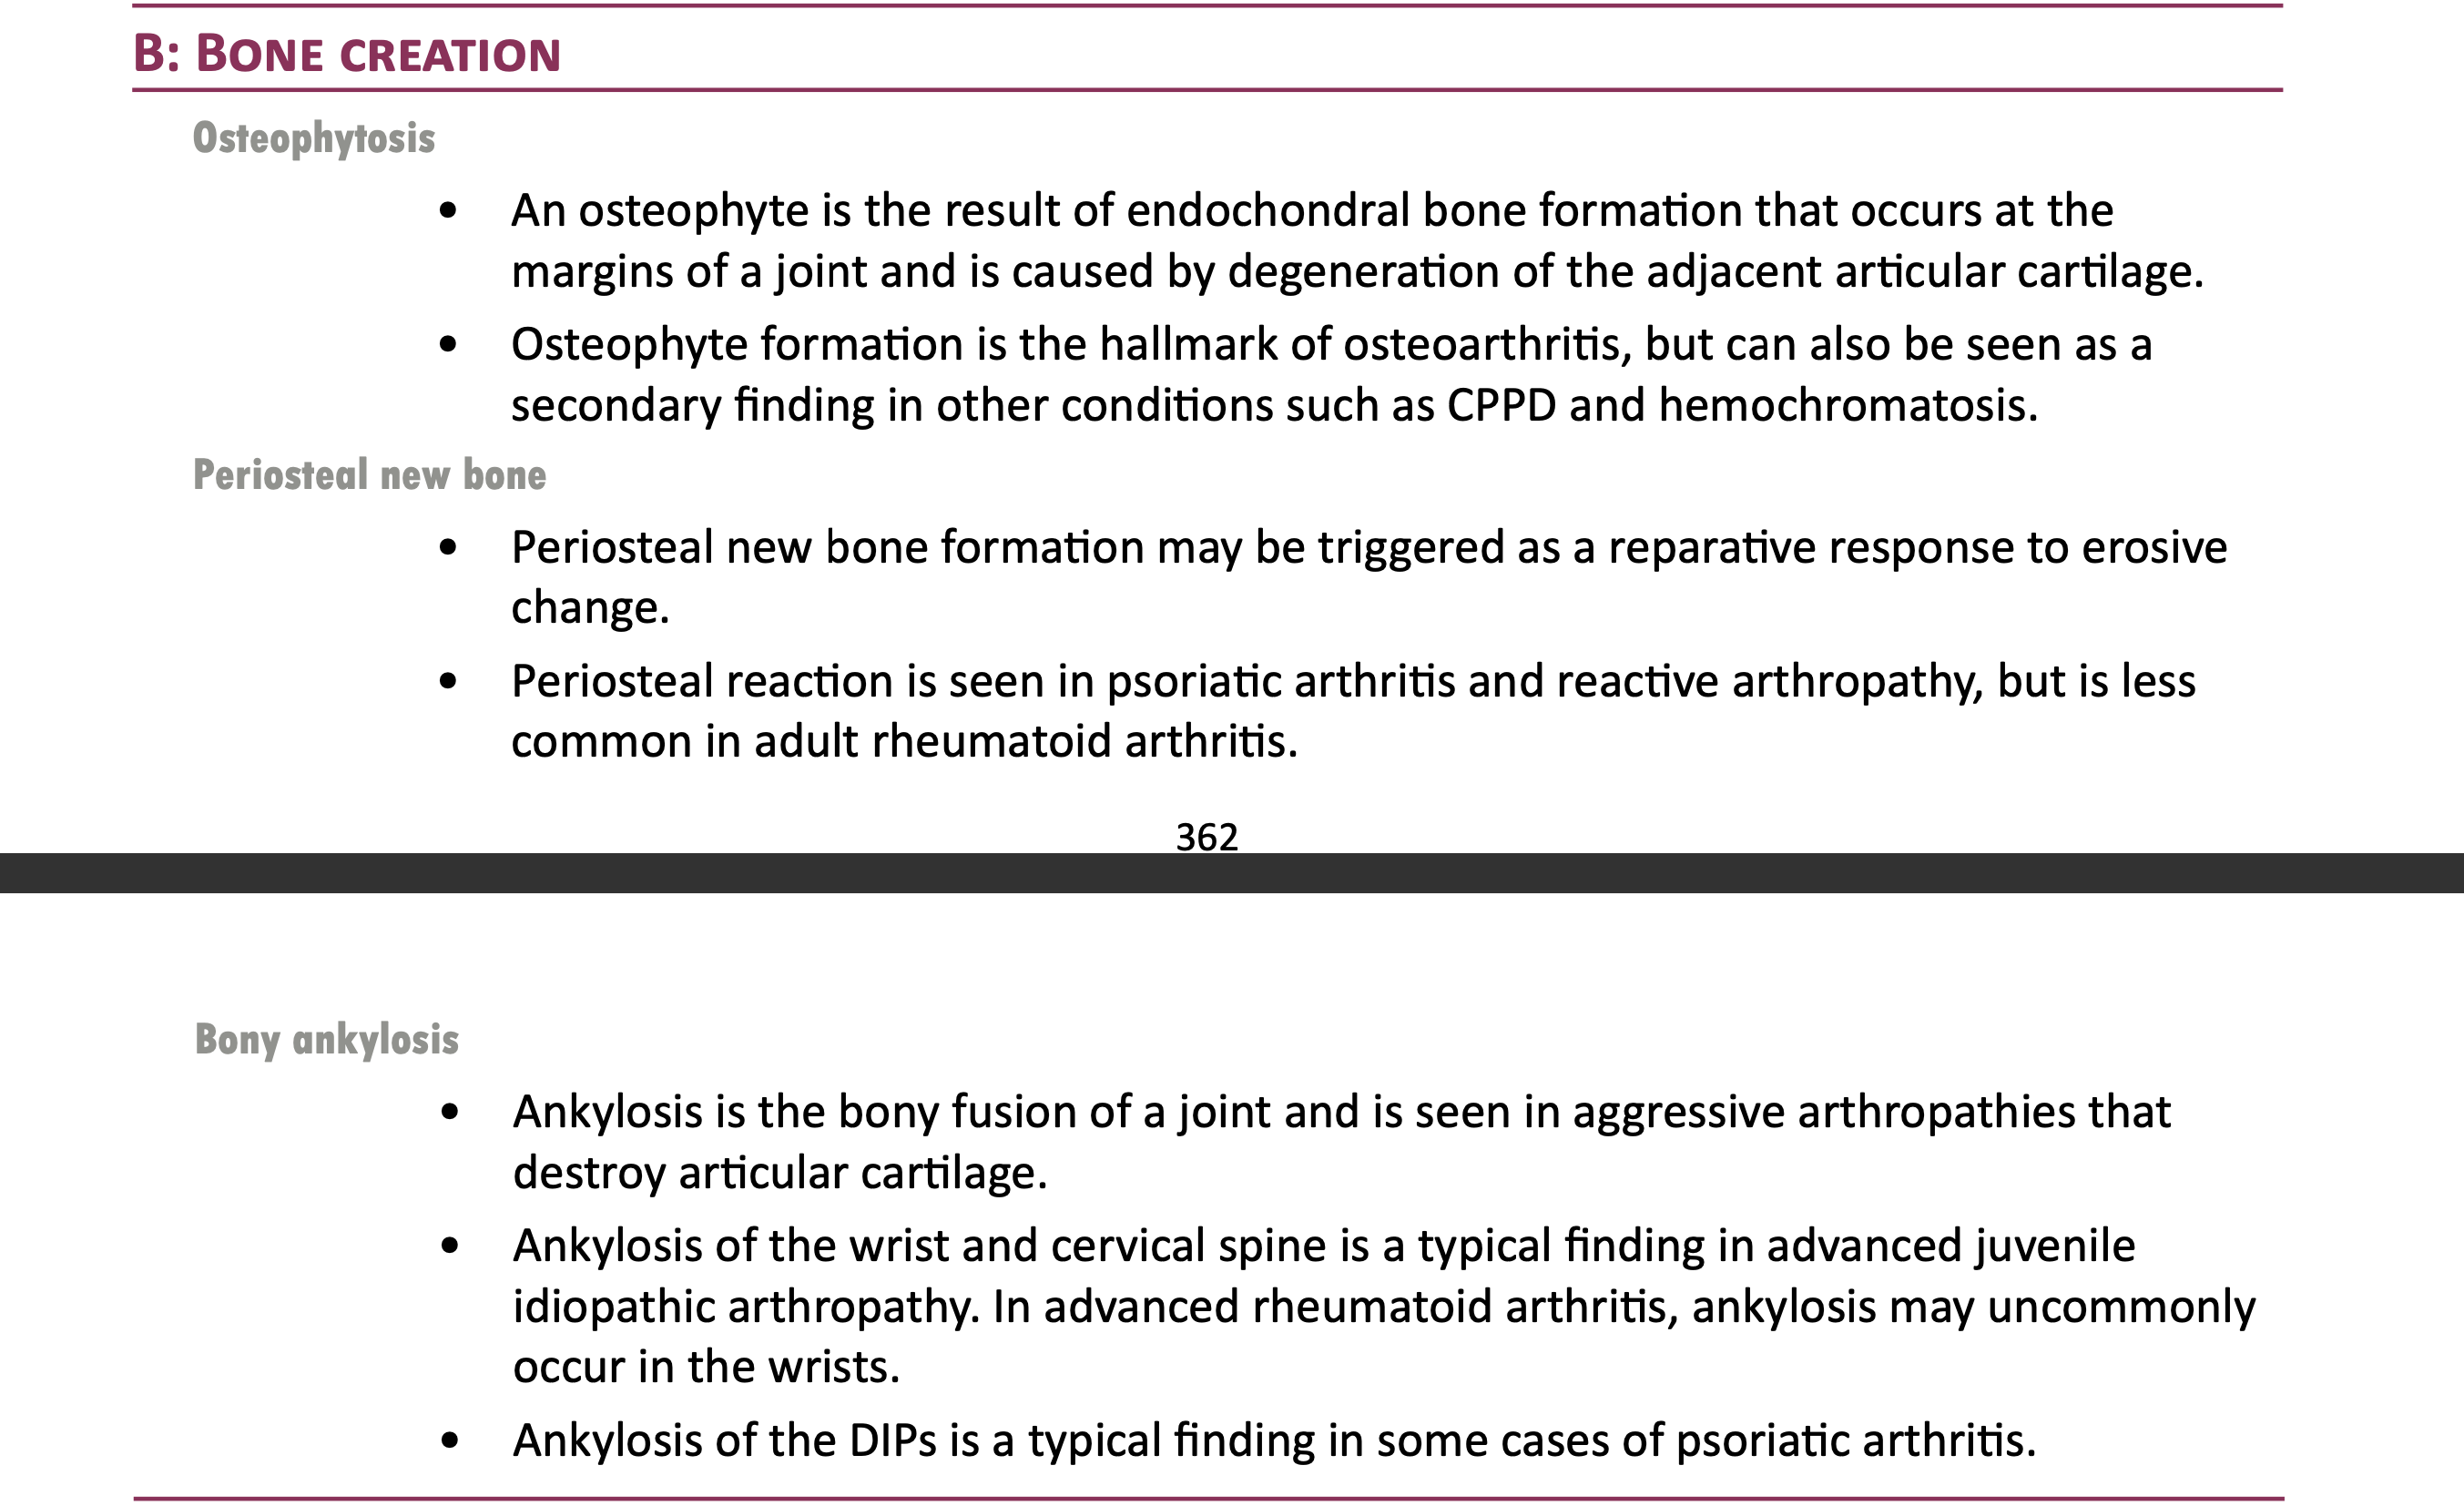 B: BONE CREATION
Osteophytosis
• An osteophyte is the result of endochondral bone formation that occurs at the
margins of a joint and is caused by degeneration of the adjacent articular cartilage.
• Osteophyte formation is the hallmark of osteoarthritis, but can also be seen as a
secondary finding in other conditions such as CPPD and hemochromatosis.
Periosteal new bone
• Periosteal new bone formation may be triggered as a reparative response to erosive
change.
• Periosteal reaction is seen in psoriatic arthritis and reactive arthropathy, but is less
common in adult rheumatoid arthritis.
362
Bony ankylosis
• Ankylosis is the bony fusion of a joint and is seen in aggressive arthropathies that
destroy articular cartilage.
• Ankylosis of the wrist and cervical spine is a typical finding in advanced juvenile
idiopathic arthropathy. In advanced rheumatoid arthritis, ankylosis may uncommonly
occur in the wrists.
• Ankylosis of the DIPs is a typical finding in some cases of psoriatic arthritis.